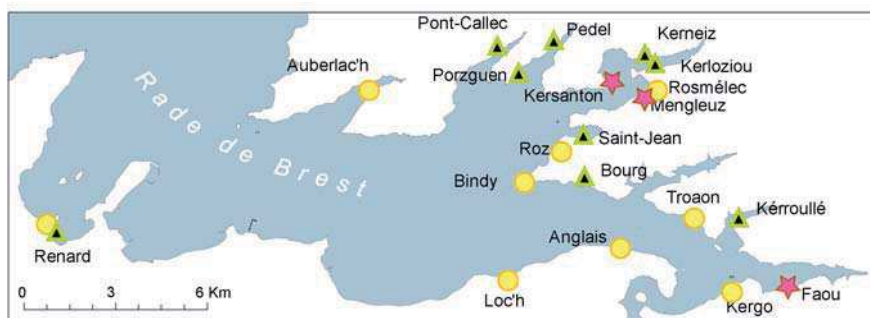 Pont-Callec
Pedel
Kerneiz
Auberlac'h
Porzguen
Kerloziou
Kersanton
Rosmélec
Mengleuz
Rade de Brest
Saint-Jean
Roz
Bindy
Bourg
Troaon
Kérroullé
Renard
Anglais
Loc'h
Kergo
Faou
0 3 6 Km